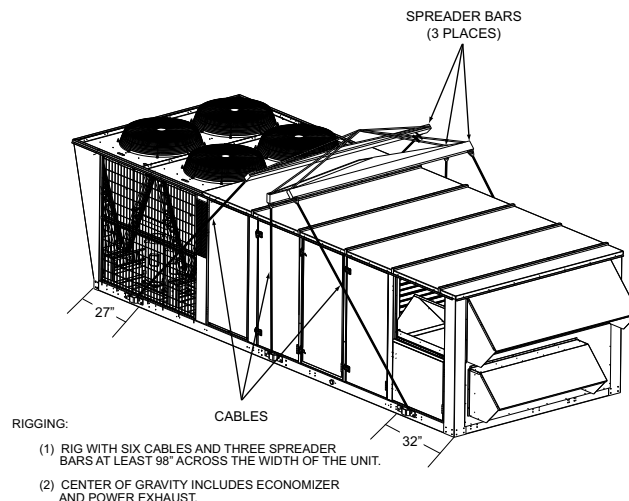 SPREADER BARS
(3 PLACES)
27"
CABLES
32"
RIGGING:
(1) RIG WITH SIX CABLES AND THREE SPREADER
BARS AT LEAST 98" ACROSS THE WIDTH OF THE UNIT.
(2) CENTER OF GRAVITY INCLUDES ECONOMIZER
AND POWER EXHAUST.